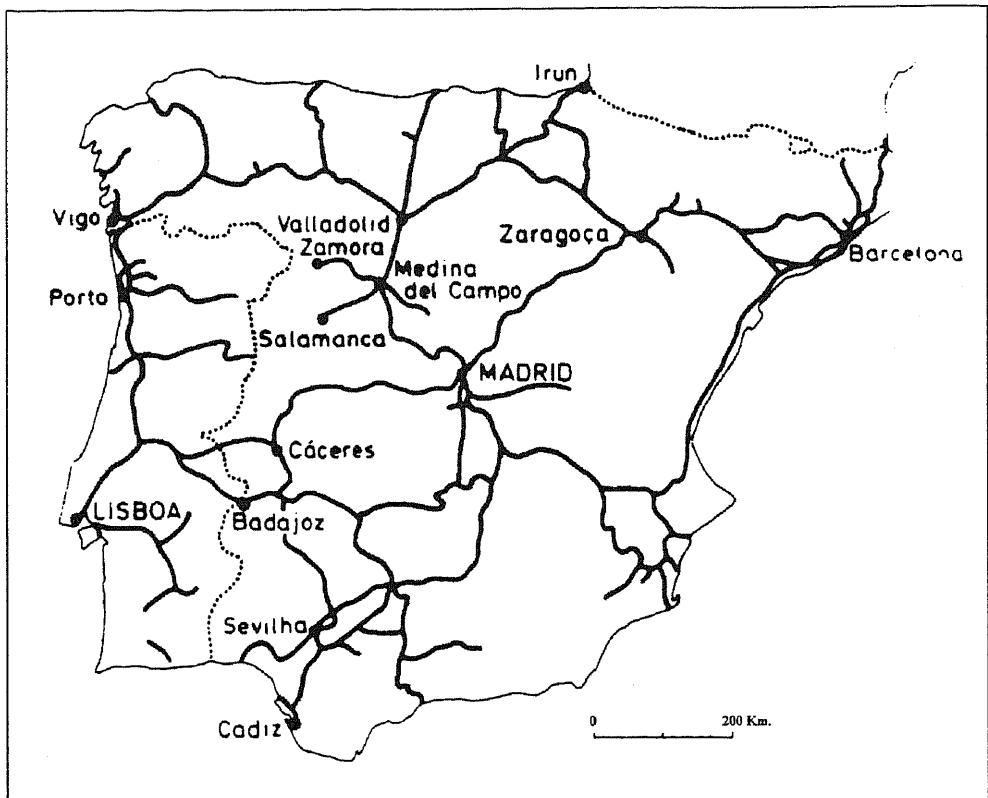 Irun
Vigo
Valladolid
Zamora
Zaragoça
Barcelona
Medina
del Campo
Porto
Salamanca
MADRID
Cáceres
LISBOA
Badajoz
Sevilha
Cadiz
0 200 Km.